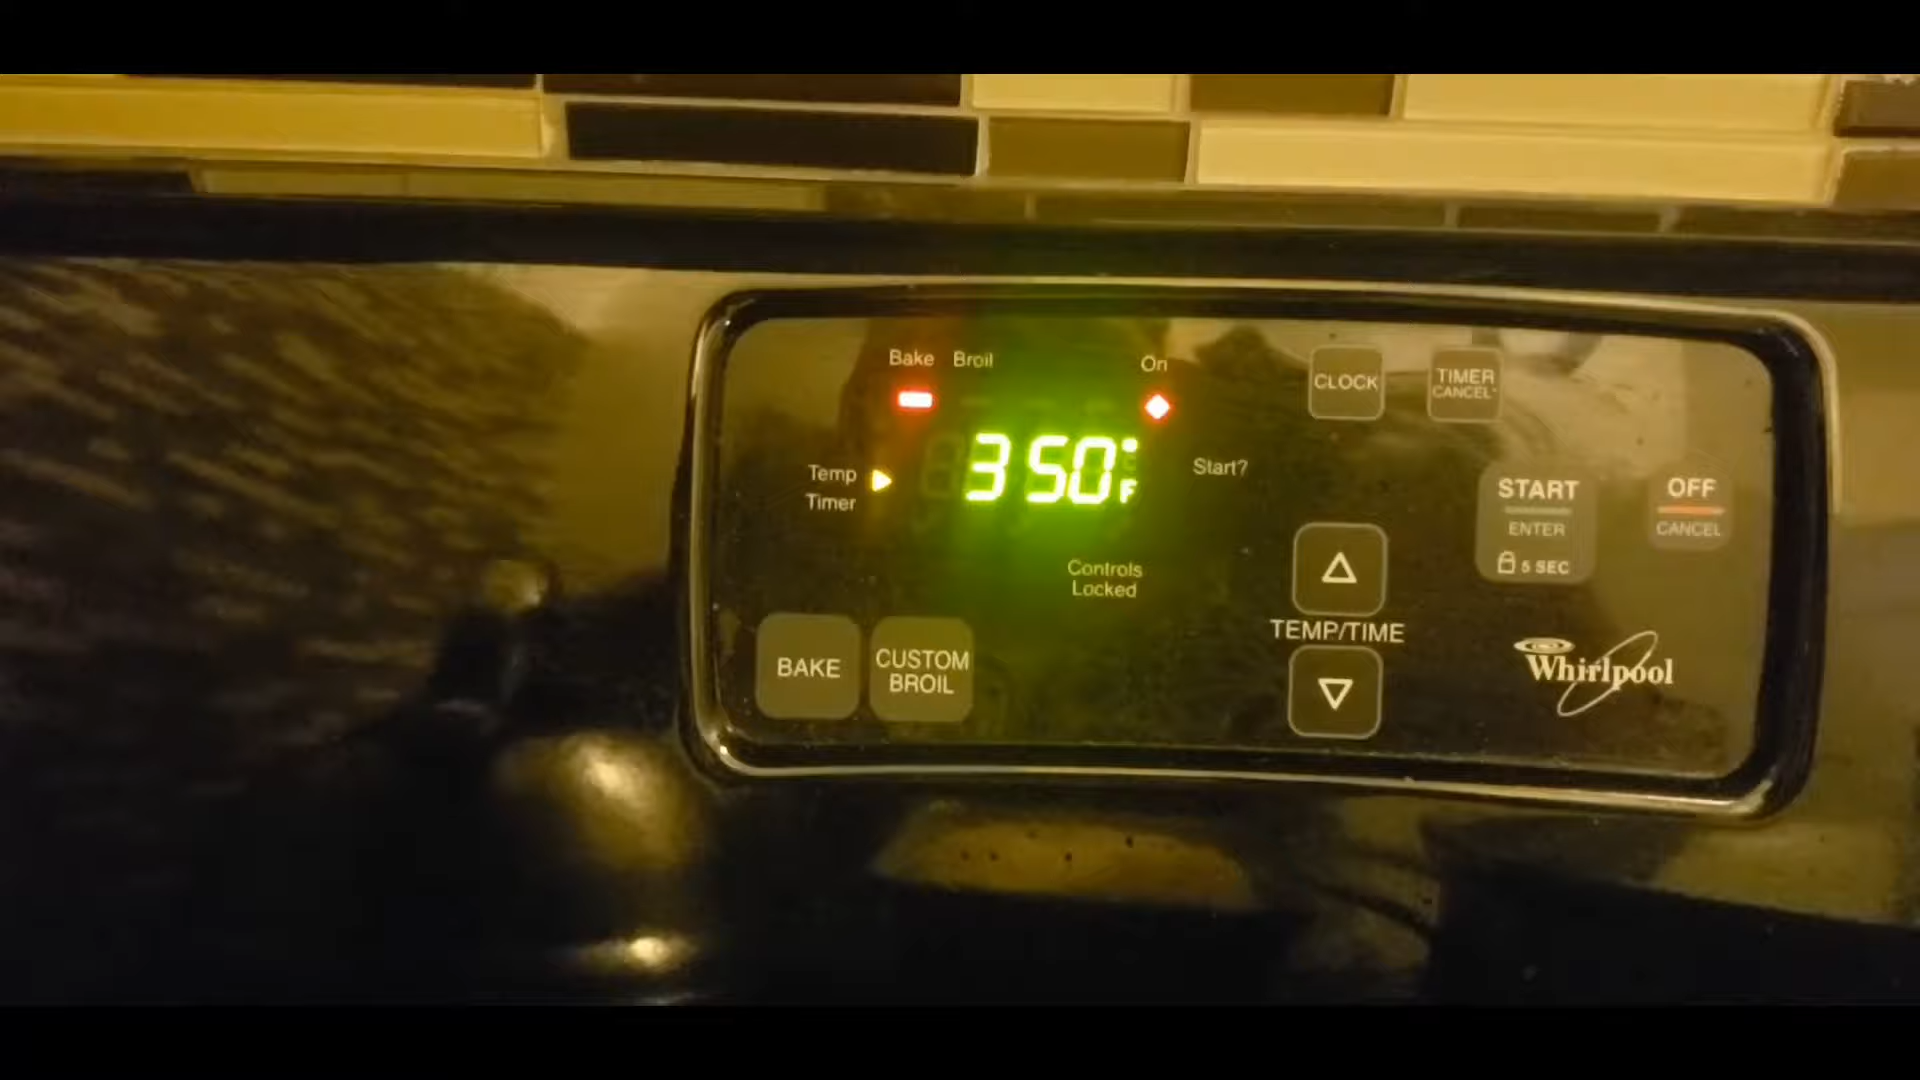 Bake Broil On
CLOCK
TIMER
CANCEL*
Temp
Timer
350°F
Start?
START
ENTER
5 SEC
OFF
CANCEL
Controls
Locked
TEMP/TIME
BAKE
CUSTOM
BROIL
Whirlpool